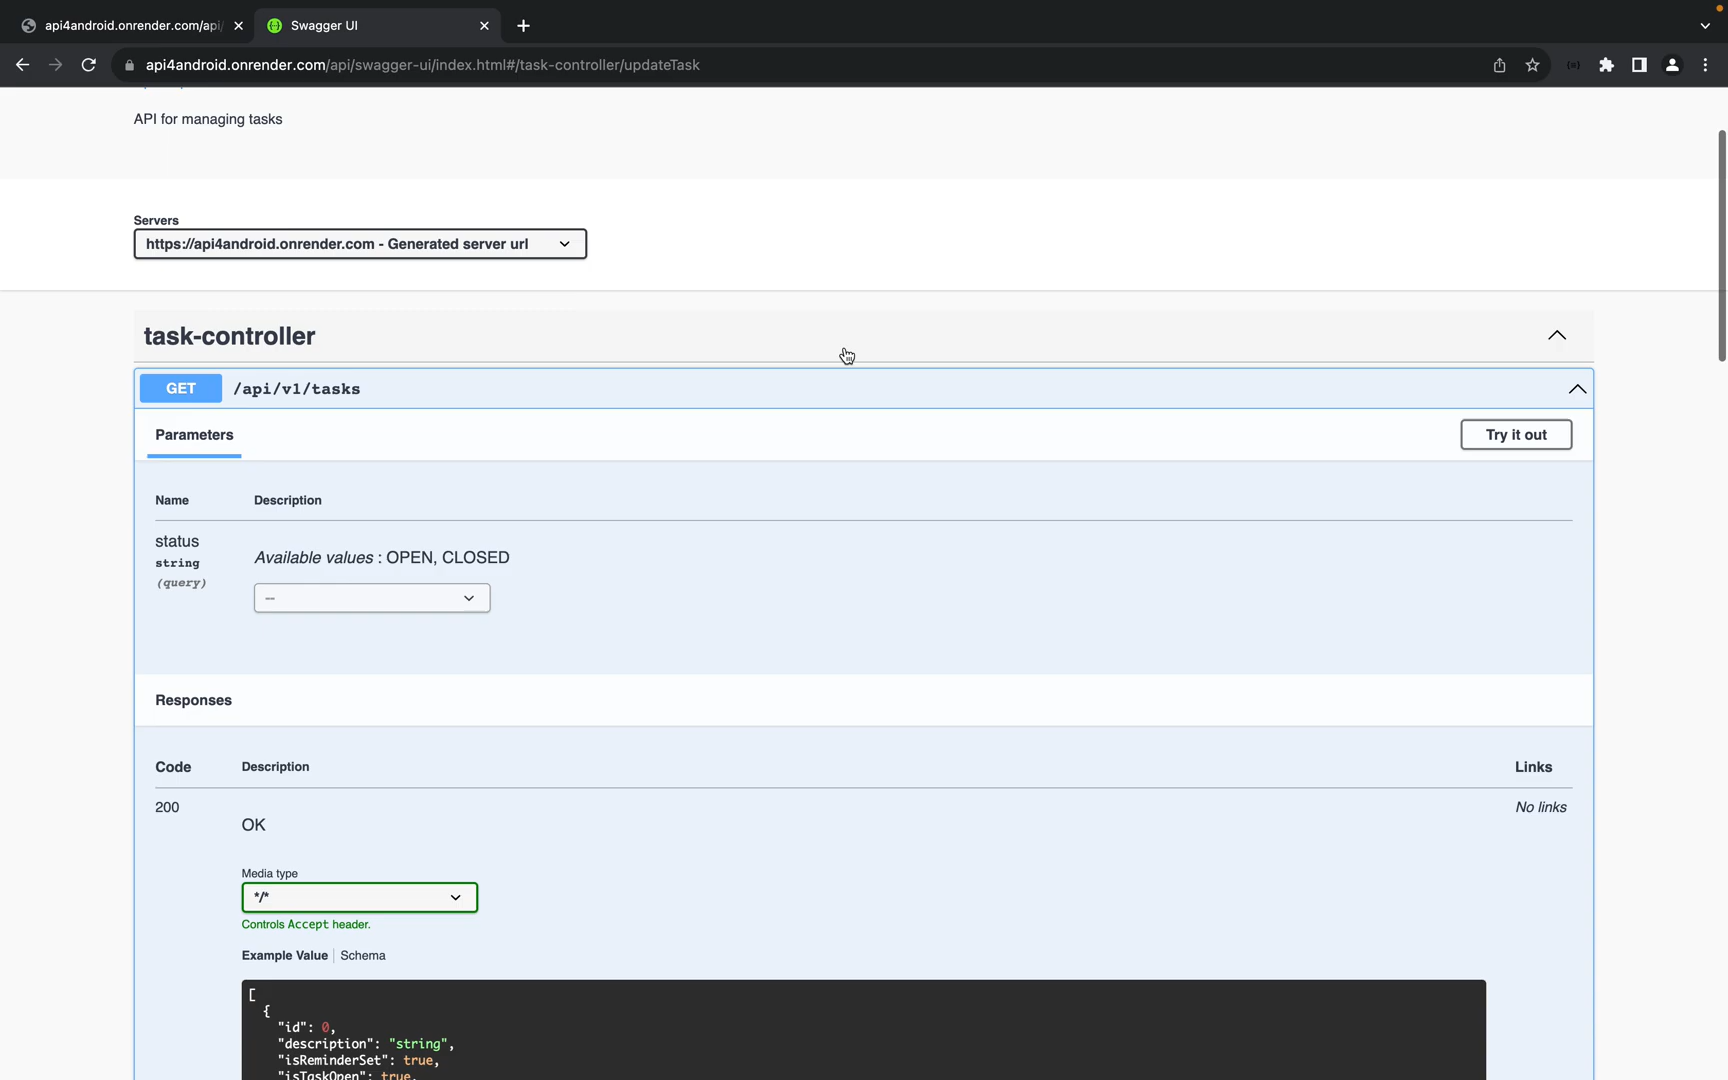 api4android.onrender.com/api/
Swagger UI
api4android.onrender.com/api/swagger-ui/index.html#/task-controller/updateTask
API for managing tasks
Servers
https://api4android.onrender.com - Generated server url
task-controller
GET /api/v1/tasks
Parameters
Try it out
Name Description
status
string
(query)
Available values : OPEN, CLOSED
--
Responses
Code Description Links
200
OK
No links
Media type
*/*
Controls Accept header.
Example Value | Schema
[
{
"id": 0,
"description": "string",
"isReminderSet": true,
"isTaskOpen": true,